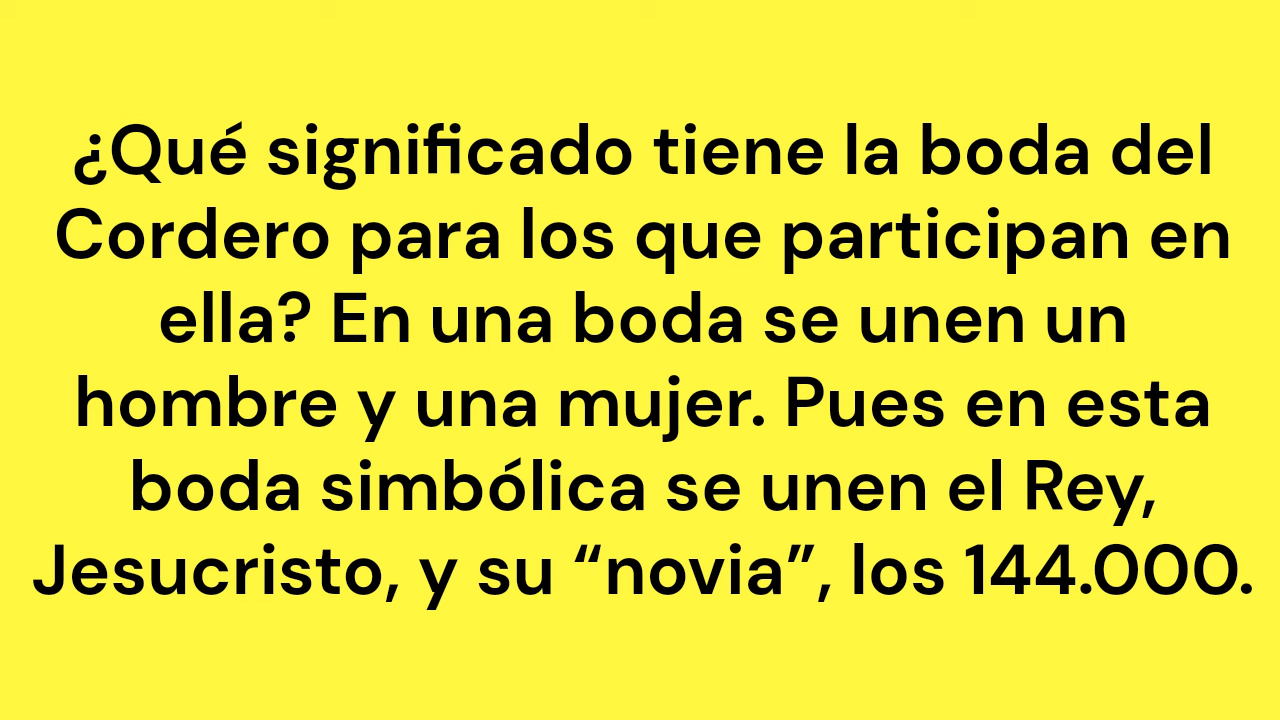 ¿Qué significado tiene la boda del
Cordero para los que participan en
ella? En una boda se unen un
hombre y una mujer. Pues en esta
boda simbólica se unen el Rey,
Jesucristo, y su “novia”, los 144.000.